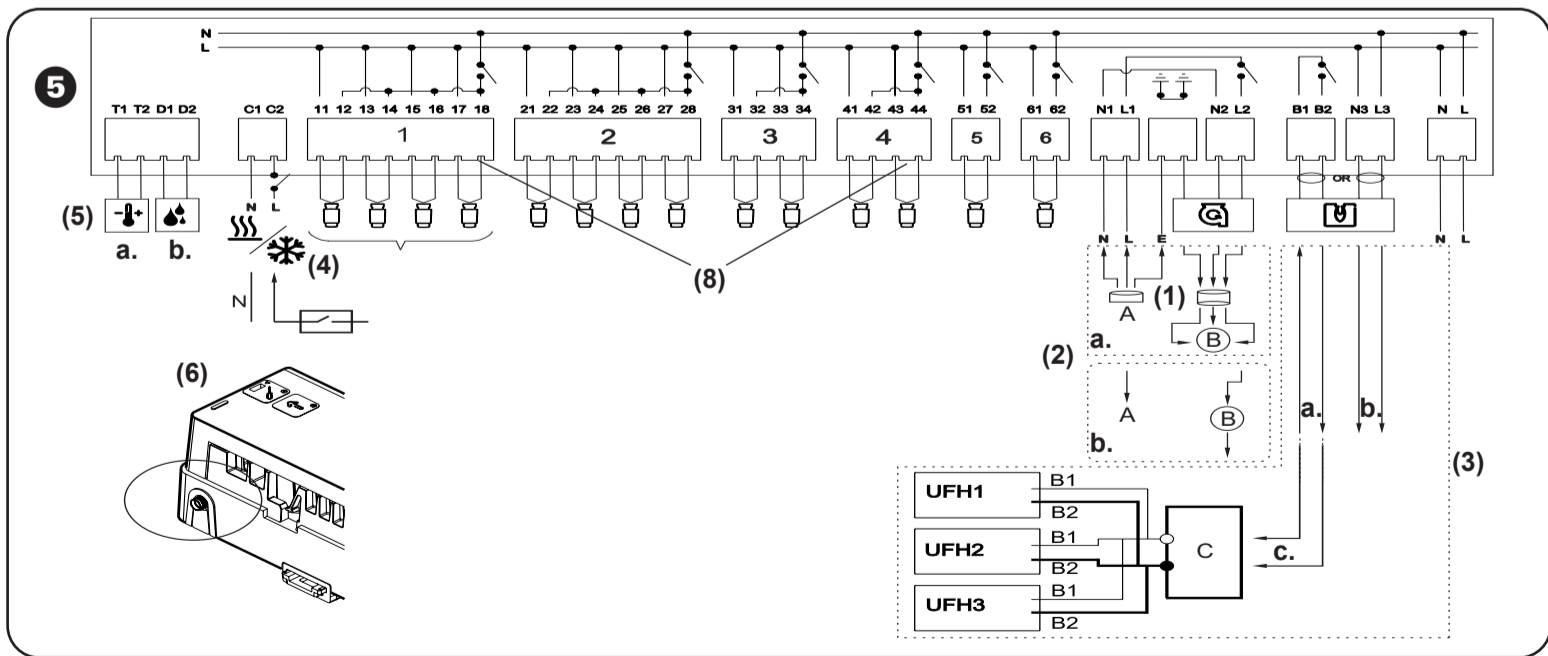 N
L
5
T1 T2 D1 D2 C1 C2 11 12 13 14 15 16 17 18 21 22 23 24 25 26 27 28 31 32 33 34 41 42 43 44 51 52 61 62 N1 L1 N2 L2 B1 B2 N3 L3 N L
1 2 3 4 5 6
OR
(5) N L
a. b. N L E N L
(4) (8) (1)
N A
a. B
(2)
(6) a. b.
A B
b.
(3)
UFH1 B1
B2
UFH2 B1 C c.
B2
UFH3 B1
B2